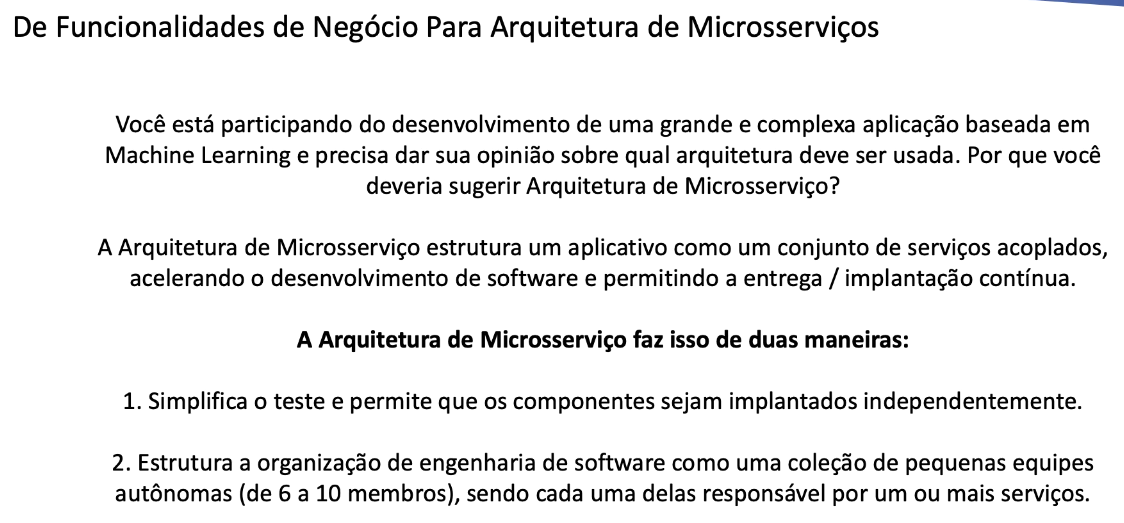 De Funcionalidades de Negócio Para Arquitetura de Microsserviços
Você está participando do desenvolvimento de uma grande e complexa aplicação baseada em
Machine Learning e precisa dar sua opinião sobre qual arquitetura deve ser usada. Por que você
deveria sugerir Arquitetura de Microsserviço?
A Arquitetura de Microsserviço estrutura um aplicativo como um conjunto de serviços acoplados,
acelerando o desenvolvimento de software e permitindo a entrega / implantação contínua.
A Arquitetura de Microsserviço faz isso de duas maneiras:
1. Simplifica o teste e permite que os componentes sejam implantados independentemente.
2. Estrutura a organização de engenharia de software como uma coleção de pequenas equipes
autônomas (de 6 a 10 membros), sendo cada uma delas responsável por um ou mais serviços.